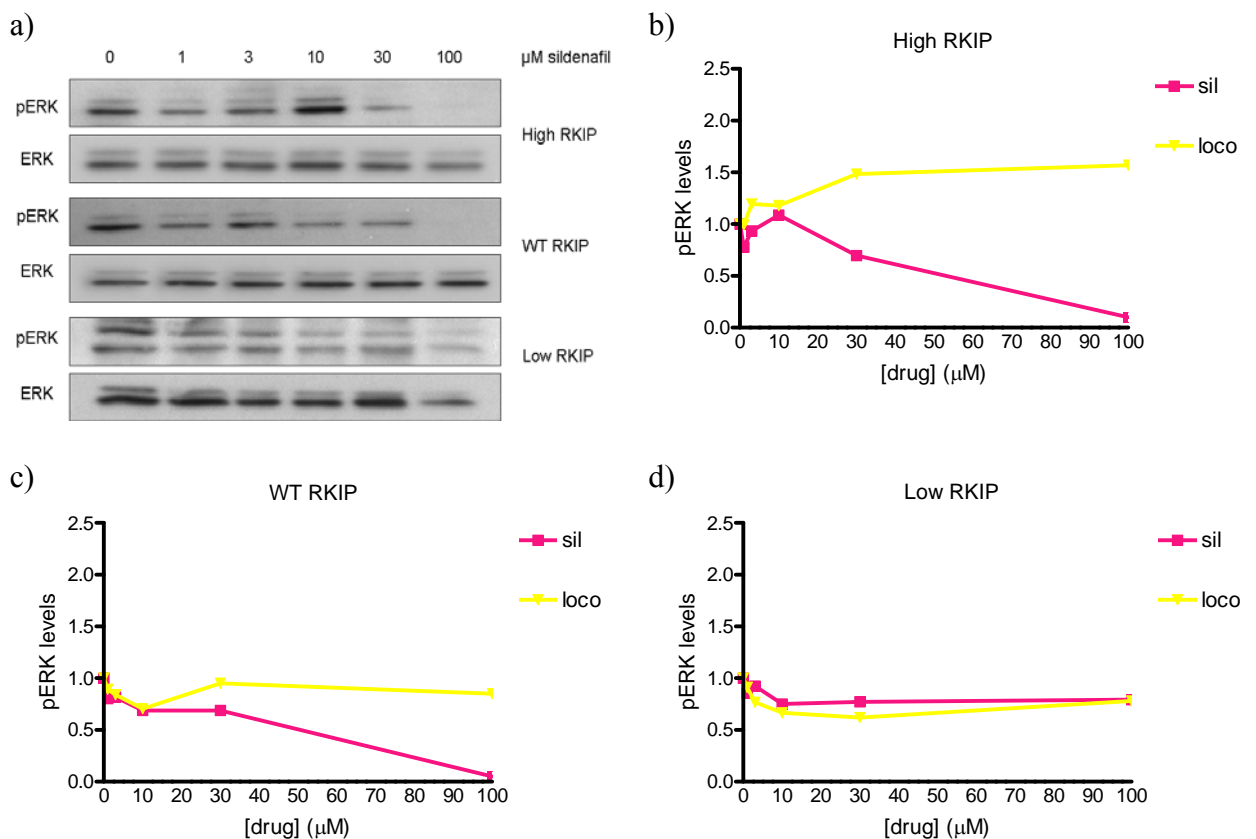 a)
0 1 3 10 30 100 µM sildenafil
pERK
High RKIP
ERK
pERK
WT RKIP
ERK
pERK
Low RKIP
ERK
b)
High RKIP
2.5
2.0
1.5
1.0
0.5
0.0
pERK levels
0 10 20 30 40 50 60 70 80 90 100
[drug] (µM)
sil
loco
c)
WT RKIP
2.5
2.0
1.5
1.0
0.5
0.0
pERK levels
0 10 20 30 40 50 60 70 80 90 100
[drug] (µM)
sil
loco
d)
Low RKIP
2.5
2.0
1.5
1.0
0.5
0.0
pERK levels
0 10 20 30 40 50 60 70 80 90 100
[drug] (µM)
sil
loco